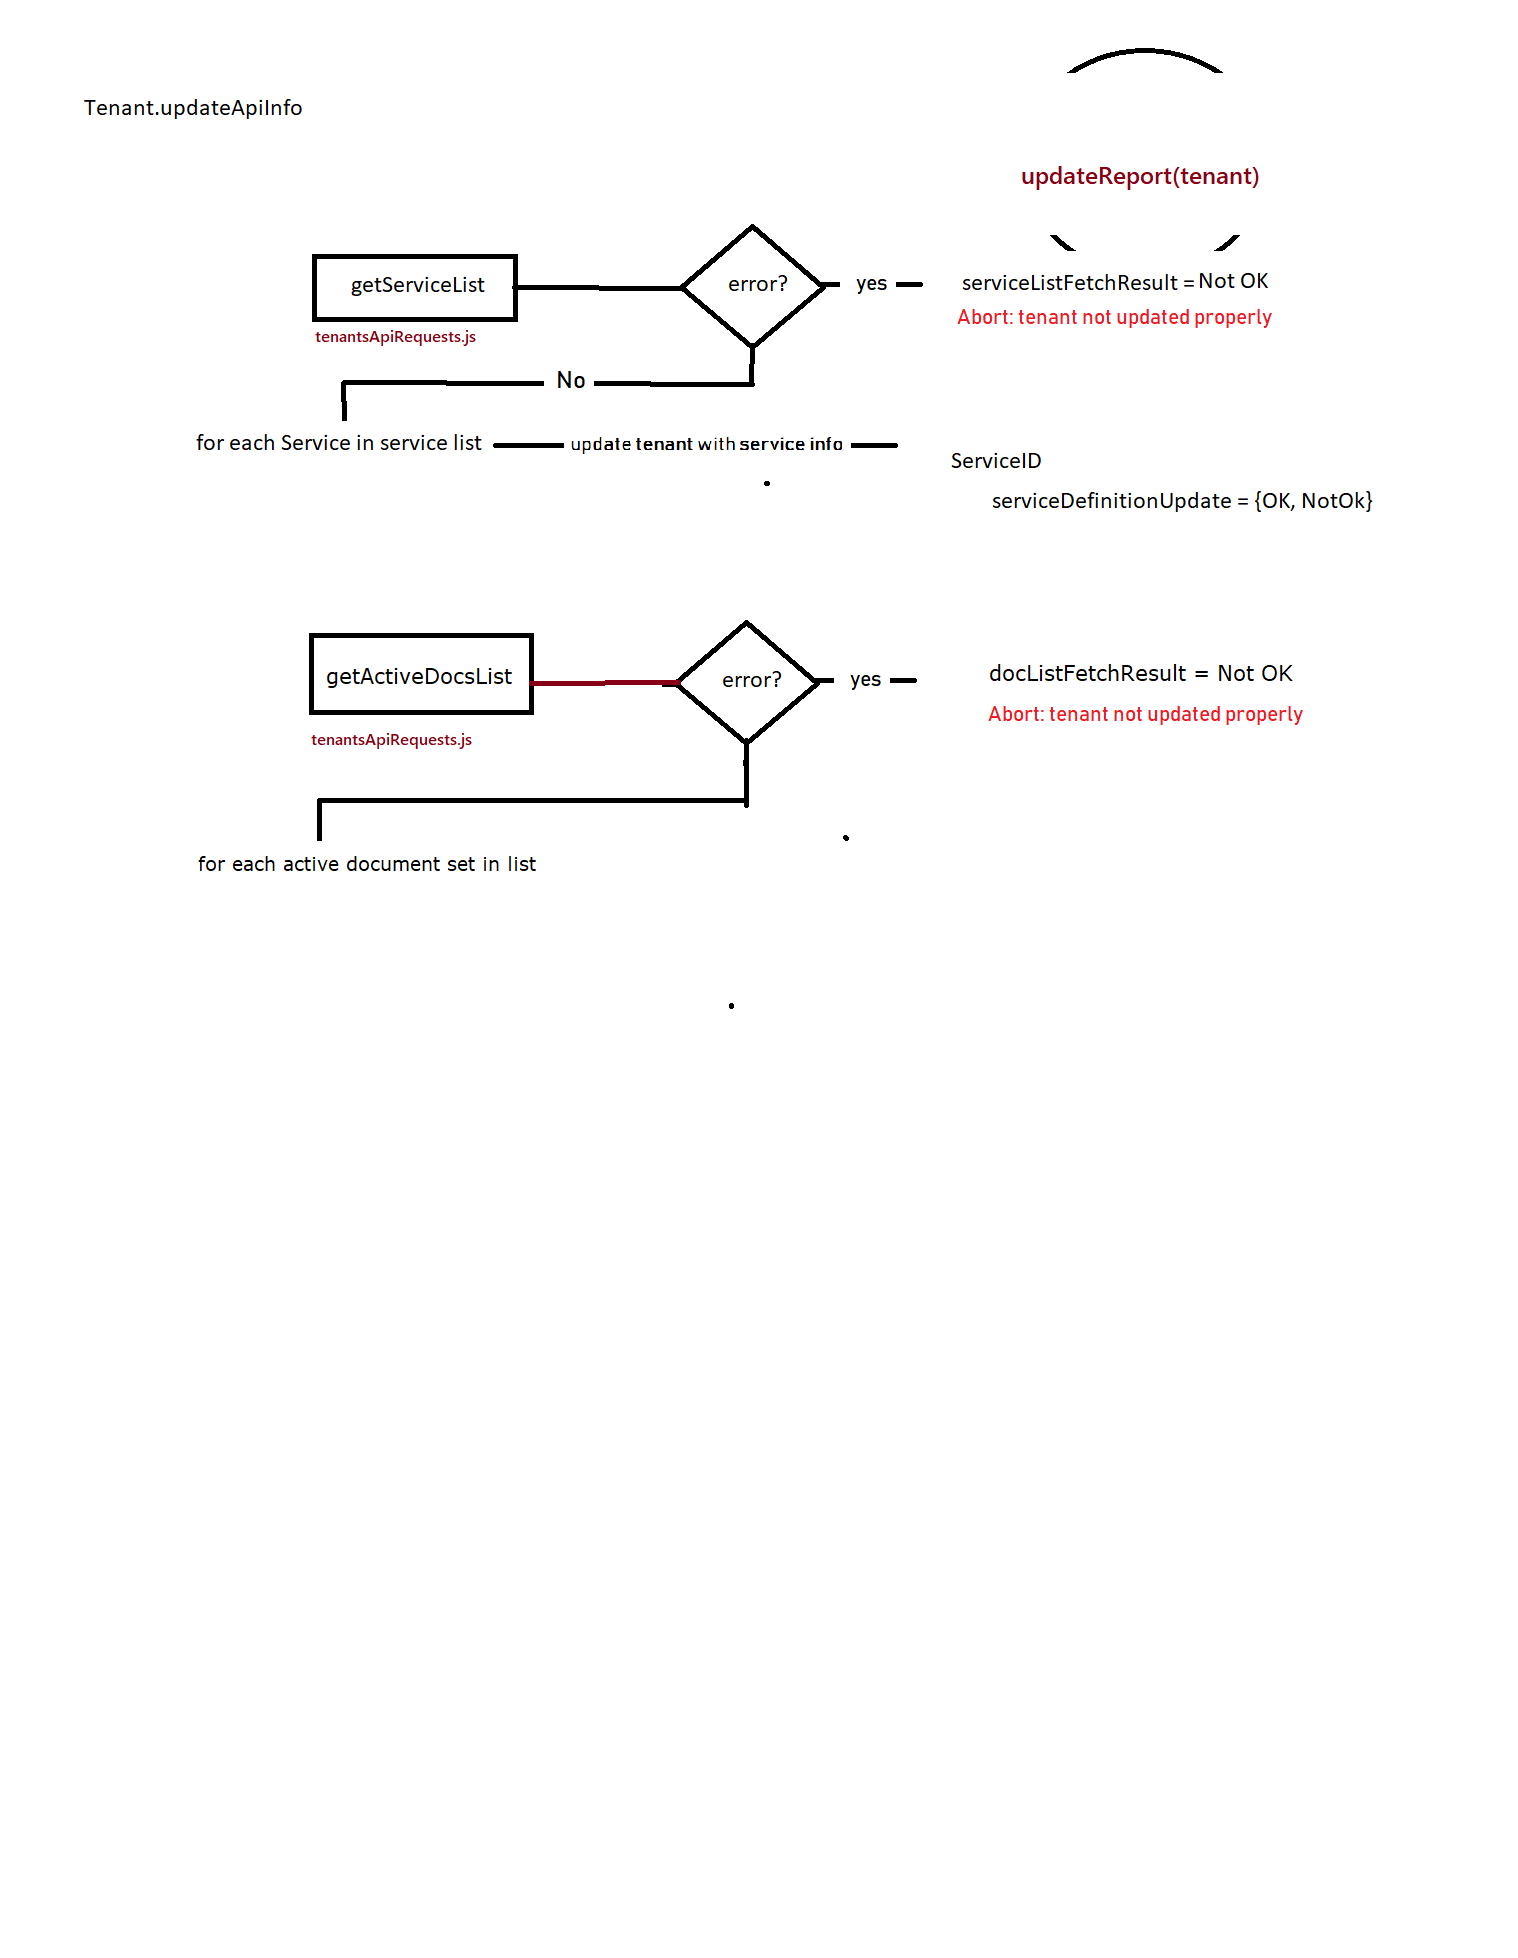 Tenant.updateApiInfo
updateReport(tenant)
getServiceList
error?
yes
serviceListFetchResult = Not OK
Abort: tenant not updated properly
tenantsApiRequests.js
No
for each Service in service list
update tenant with service info
ServiceID
serviceDefinitionUpdate = {OK, NotOk}
getActiveDocsList
error?
yes
docListFetchResult = Not OK
Abort: tenant not updated properly
tenantsApiRequests.js
for each active document set in list